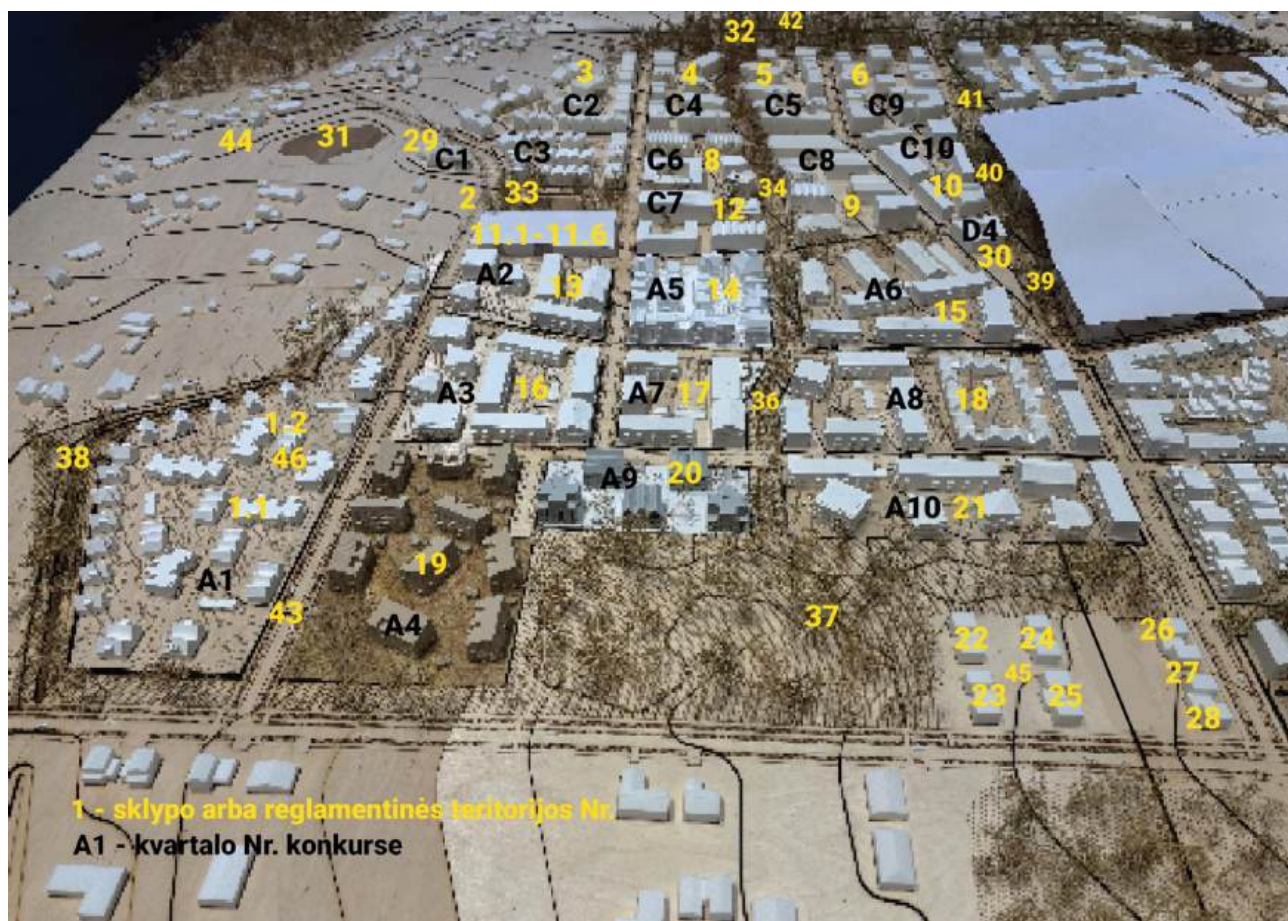 32 42
3 4 5 6
C2 C4 C5 C9 41
44 31 29 C1 C3 C6 8 C8 C10
2 33 34 10 40
C7 12 9
11.1-11.6 D4
A2 13 A5 14 A6 30 39
15
A3 16 A7 17 36 A8 18
1.2
38 46 A9 20
1.1 A10 21
19
A1
43 A4 37 22 24 26
45 27
23 25 28
1 - sklypo arba reglamentinės teritorijos Nr.
A1 - kvartalo Nr. konkurse